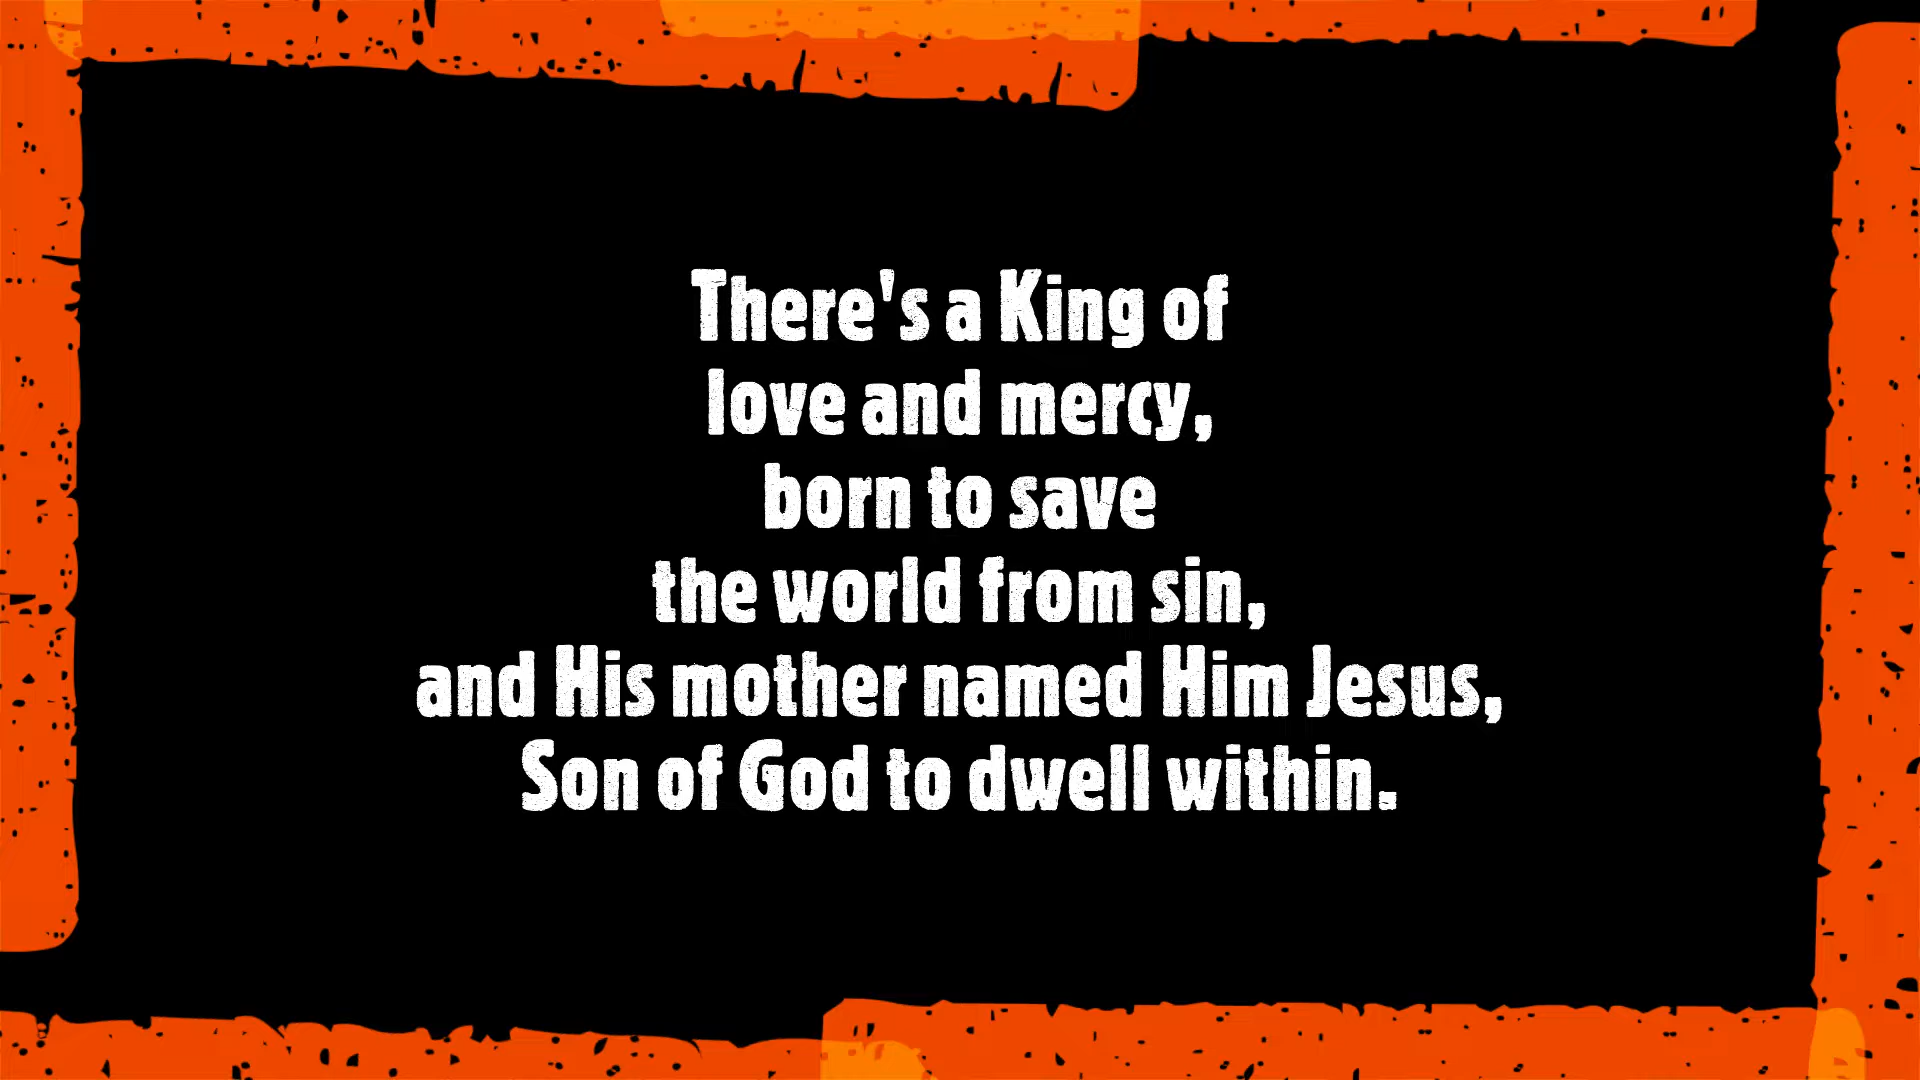 There's a King of
love and mercy,
born to save
the world from sin,
and His mother named Him Jesus,
Son of God to dwell within.